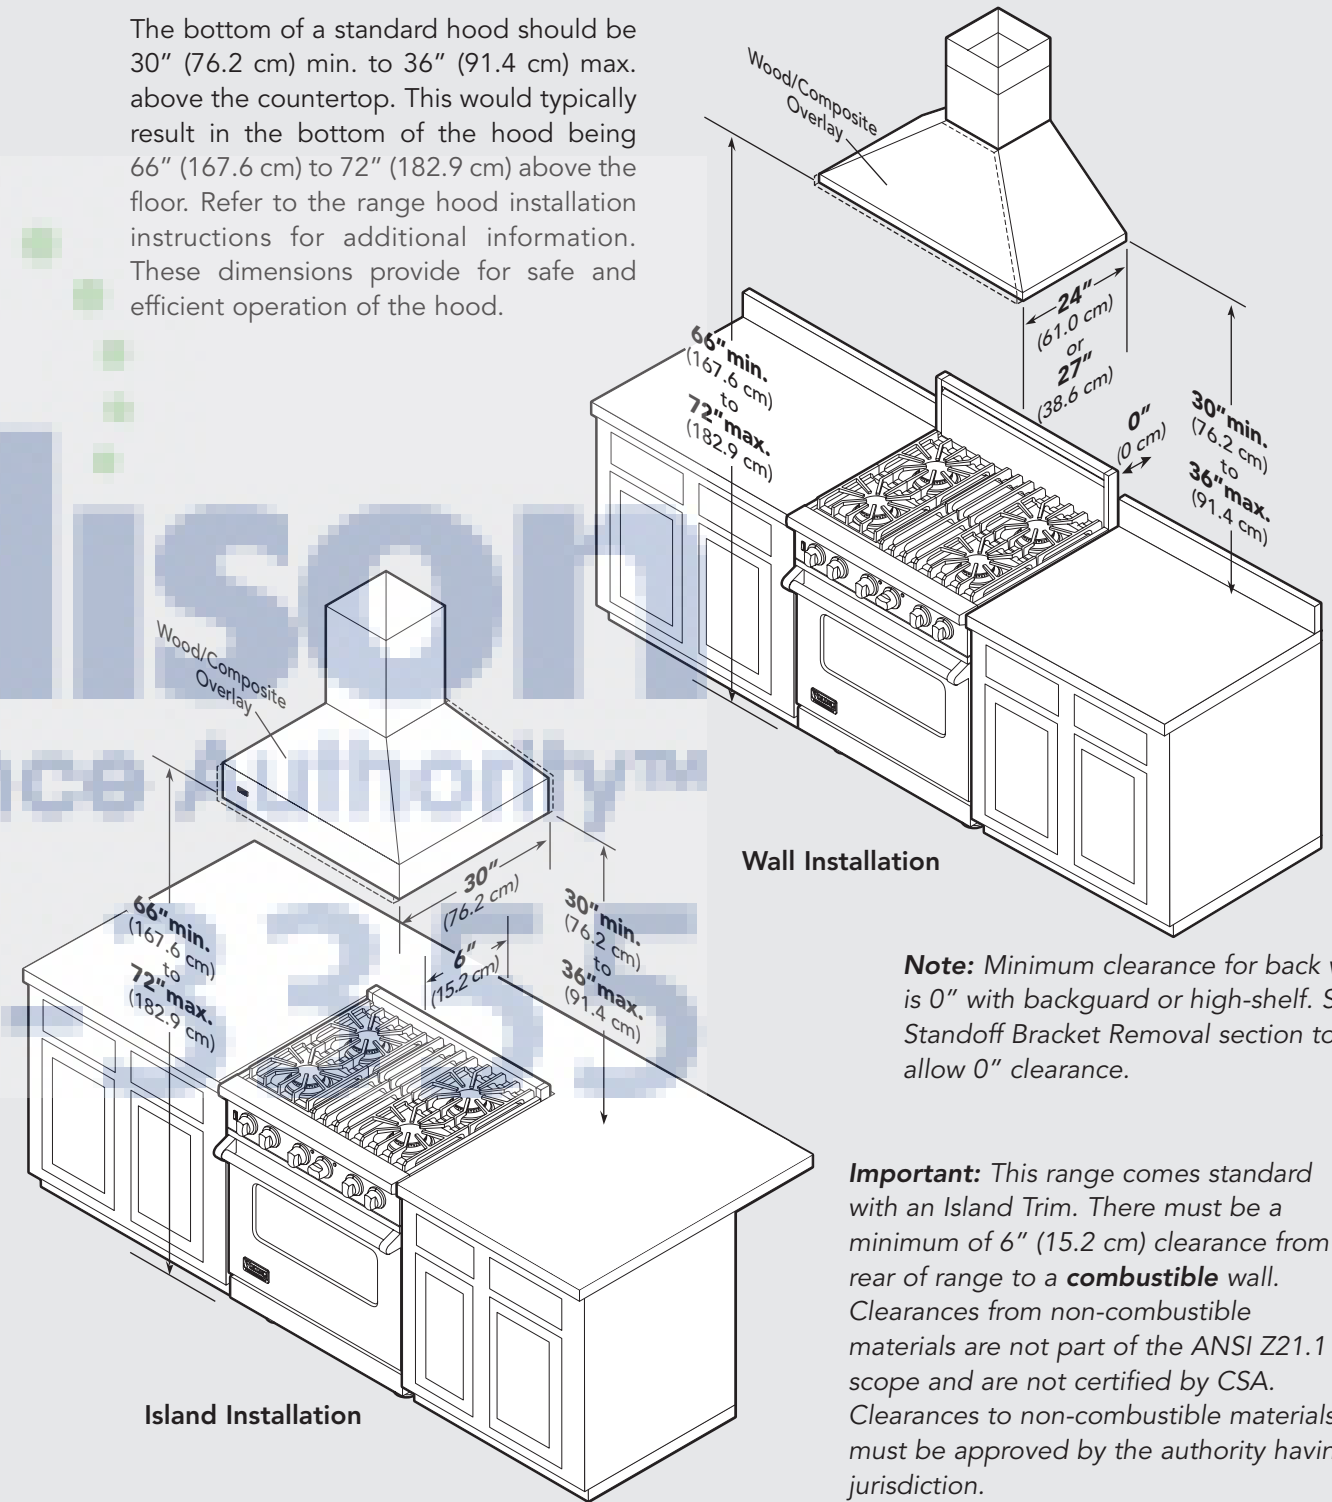 The bottom of a standard hood should be
30" (76.2 cm) min. to 36" (91.4 cm) max.
above the countertop. This would typically
result in the bottom of the hood being
66" (167.6 cm) to 72" (182.9 cm) above the
floor. Refer to the range hood installation
instructions for additional information.
These dimensions provide for safe and
efficient operation of the hood.
Wood/Composite
Overlay
66"min.
(167.6 cm)
to
72"max.
(182.9 cm)
24"
(61.0 cm)
or
27"
(38.6 cm)
0"
(0 cm)
30"min.
(76.2 cm)
to
36"max.
(91.4 cm)
VIKING
Wall Installation
Wood/Composite
Overlay
66"min.
(167.6 cm)
to
72"max.
(182.9 cm)
30"
(76.2 cm)
6"
(15.2 cm)
30"min.
(76.2 cm)
to
36"max.
(91.4 cm)
VIKING
Island Installation
Note: Minimum clearance for back
is 0" with backguard or high-shelf.
Standoff Bracket Removal section to
allow 0" clearance.
Important: This range comes standard
with an Island Trim. There must be a
minimum of 6" (15.2 cm) clearance from
rear of range to a combustible wall.
Clearances from non-combustible
materials are not part of the ANSI Z21.1
scope and are not certified by CSA.
Clearances to non-combustible materials
must be approved by the authority havin
jurisdiction.
dison
nce Authority™
-3355